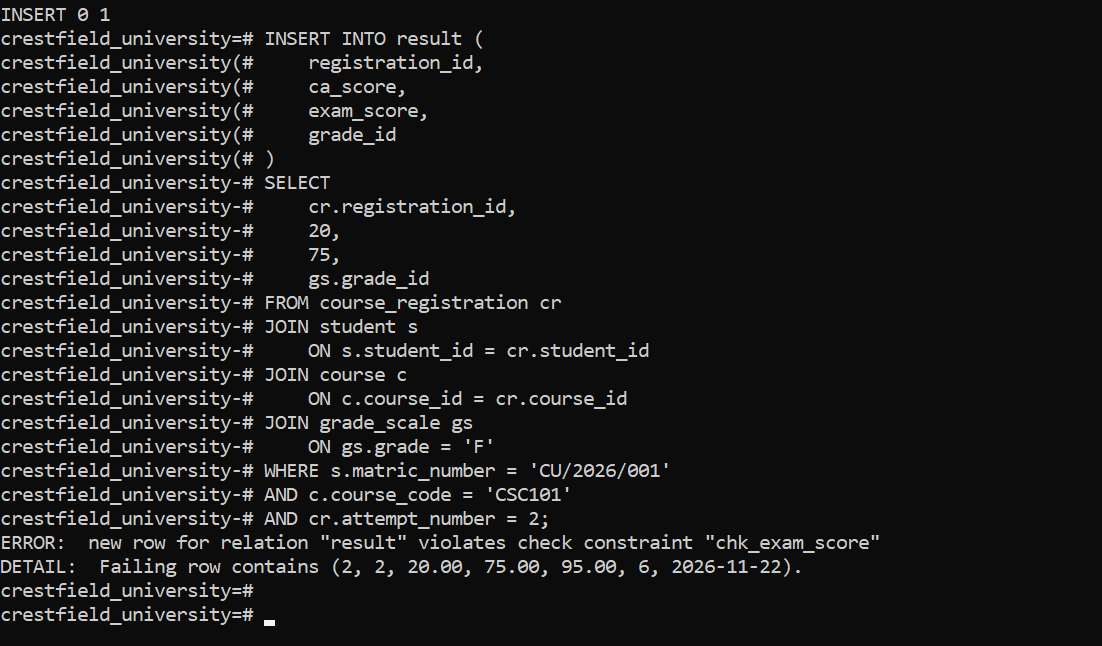 INSERT 0 1
crestfield_university=# INSERT INTO result (
crestfield_university(#     registration_id,
crestfield_university(#     ca_score,
crestfield_university(#     exam_score,
crestfield_university(#     grade_id
crestfield_university(# )
crestfield_university-# SELECT
crestfield_university-#     cr.registration_id,
crestfield_university-#     20,
crestfield_university-#     75,
crestfield_university-#     gs.grade_id
crestfield_university-# FROM course_registration cr
crestfield_university-# JOIN student s
crestfield_university-#     ON s.student_id = cr.student_id
crestfield_university-# JOIN course c
crestfield_university-#     ON c.course_id = cr.course_id
crestfield_university-# JOIN grade_scale gs
crestfield_university-#     ON gs.grade = 'F'
crestfield_university-# WHERE s.matric_number = 'CU/2026/001'
crestfield_university-# AND c.course_code = 'CSC101'
crestfield_university-# AND cr.attempt_number = 2;
ERROR:  new row for relation "result" violates check constraint "chk_exam_score"
DETAIL:  Failing row contains (2, 2, 20.00, 75.00, 95.00, 6, 2026-11-22).
crestfield_university=#
crestfield_university=#